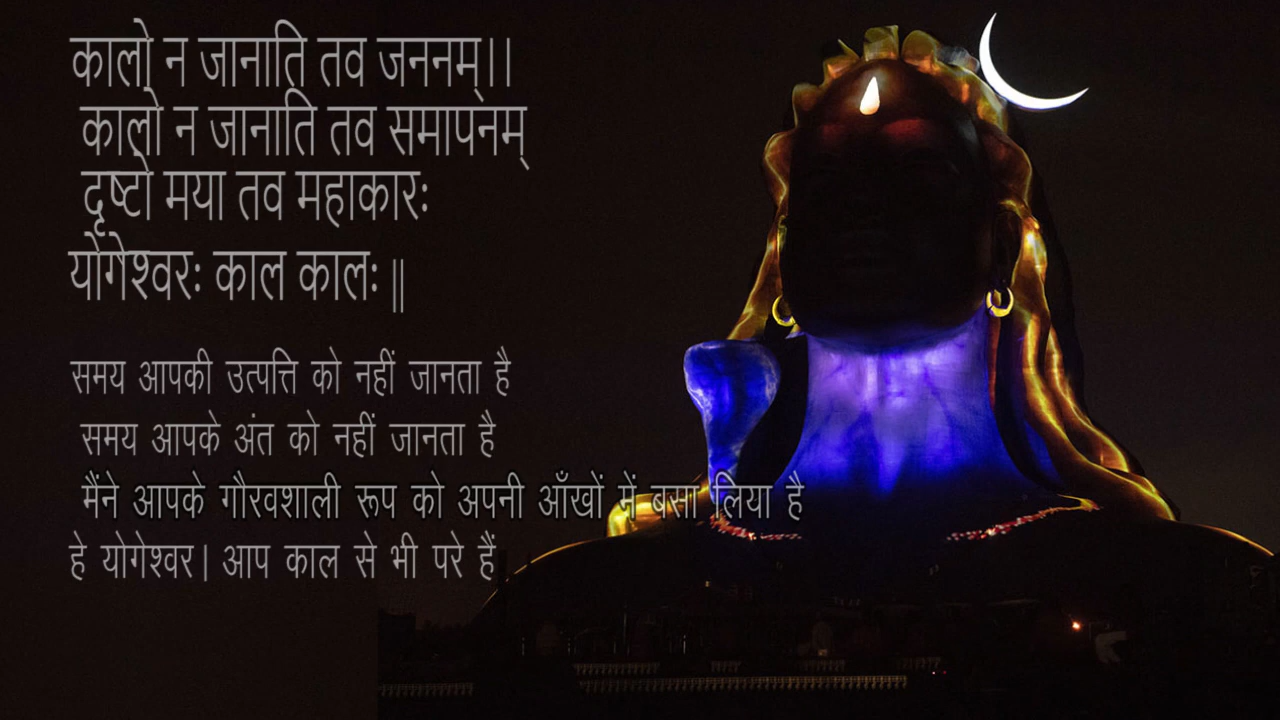 कालो न जानाति तव जननम्।।
कालो न जानाति तव समापनम्
दृष्टो मया तव महाकारः
योगेश्वरः काल कालः॥
समय आपकी उत्पत्ति को नहीं जानता है
समय आपके अंत को नहीं जानता है
मैंने आपके गौरवशाली रूप को अपनी आँखों में बसा लिया है
हे योगेश्वर| आप काल से भी परे हैं